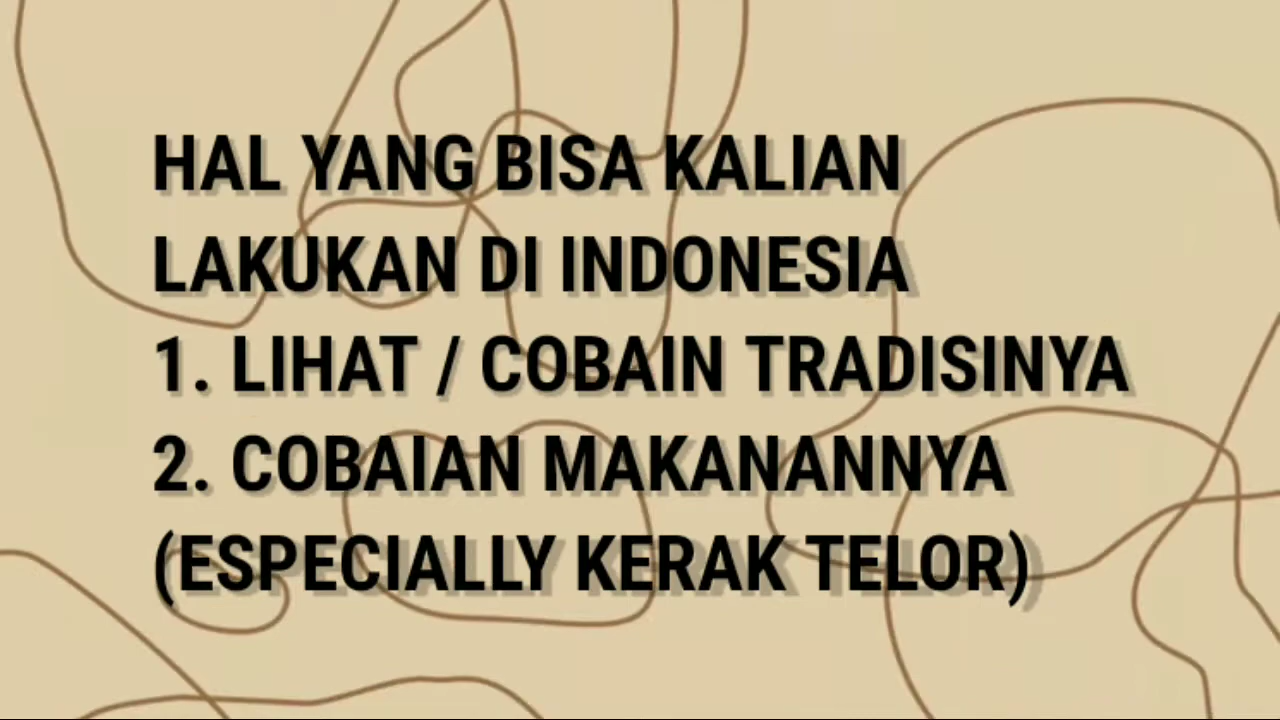 HAL YANG BISA KALIAN
LAKUKAN DI INDONESIA
1. LIHAT / COBAIN TRADISINYA
2. COBAIAN MAKANANNYA
(ESPECIALLY KERAK TELOR)